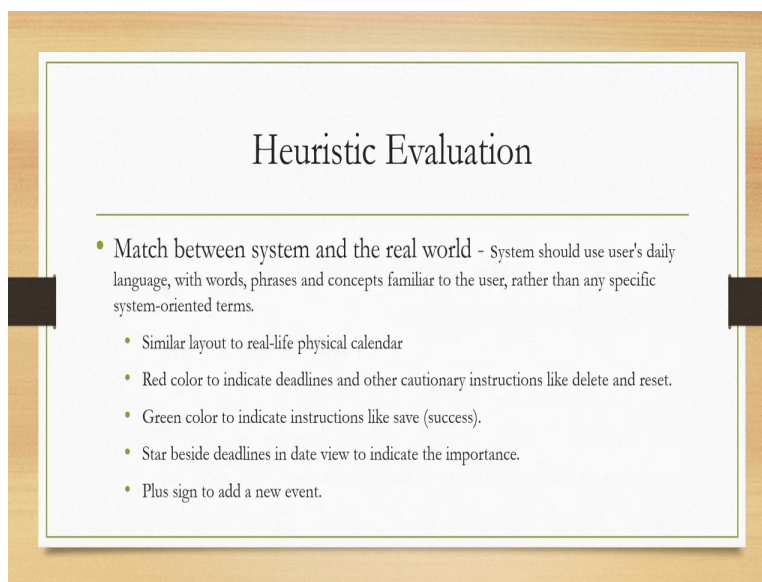 Heuristic Evaluation
• Match between system and the real world - system should use user's daily
language, with words, phrases and concepts familiar to the user, rather than any specific
system-oriented terms.
• Similar layout to real-life physical calendar
• Red color to indicate deadlines and other cautionary instructions like delete and reset.
• Green color to indicate instructions like save (success).
• Star beside deadlines in date view to indicate the importance.
• Plus sign to add a new event.